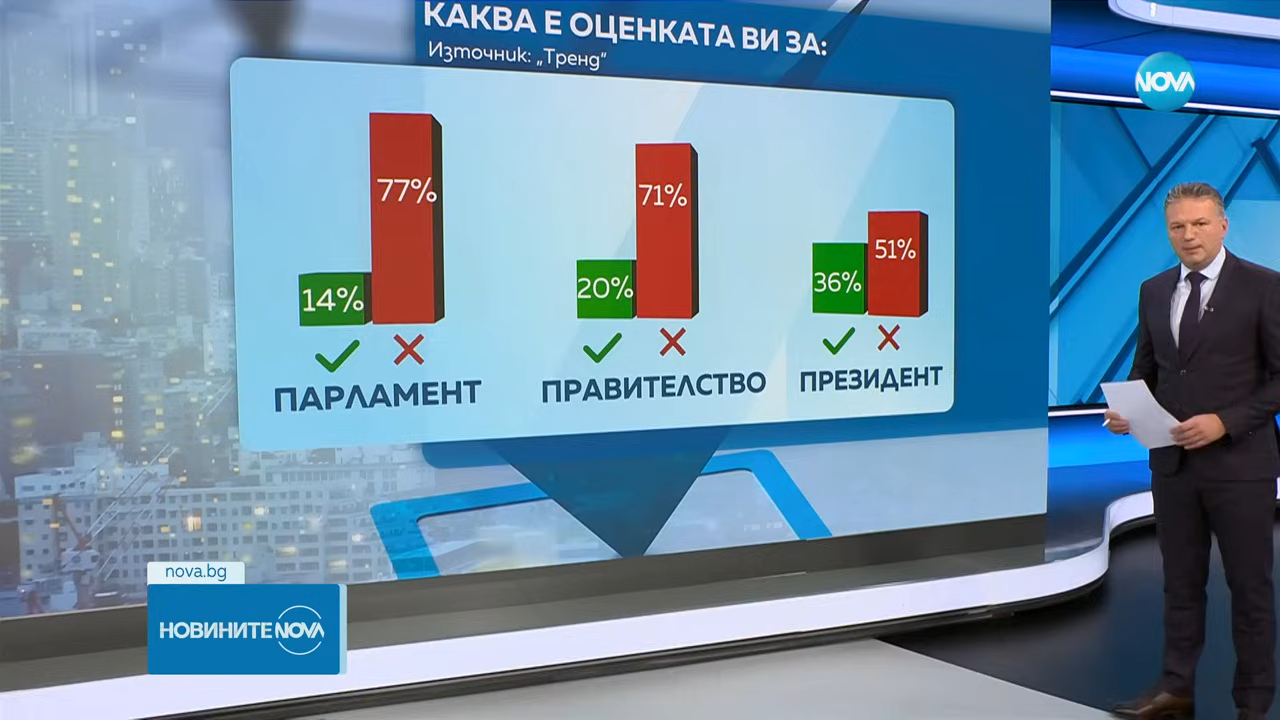 КАКВА Е ОЦЕНКАТА ВИ ЗА:
Източник: „Тренд“
NOVA
77%
71%
51%
14%
20%
36%
ПАРЛАМЕНТ
ПРАВИТЕЛСТВО
ПРЕЗИДЕНТ
nova.bg
НОВИНИТЕ NOVA